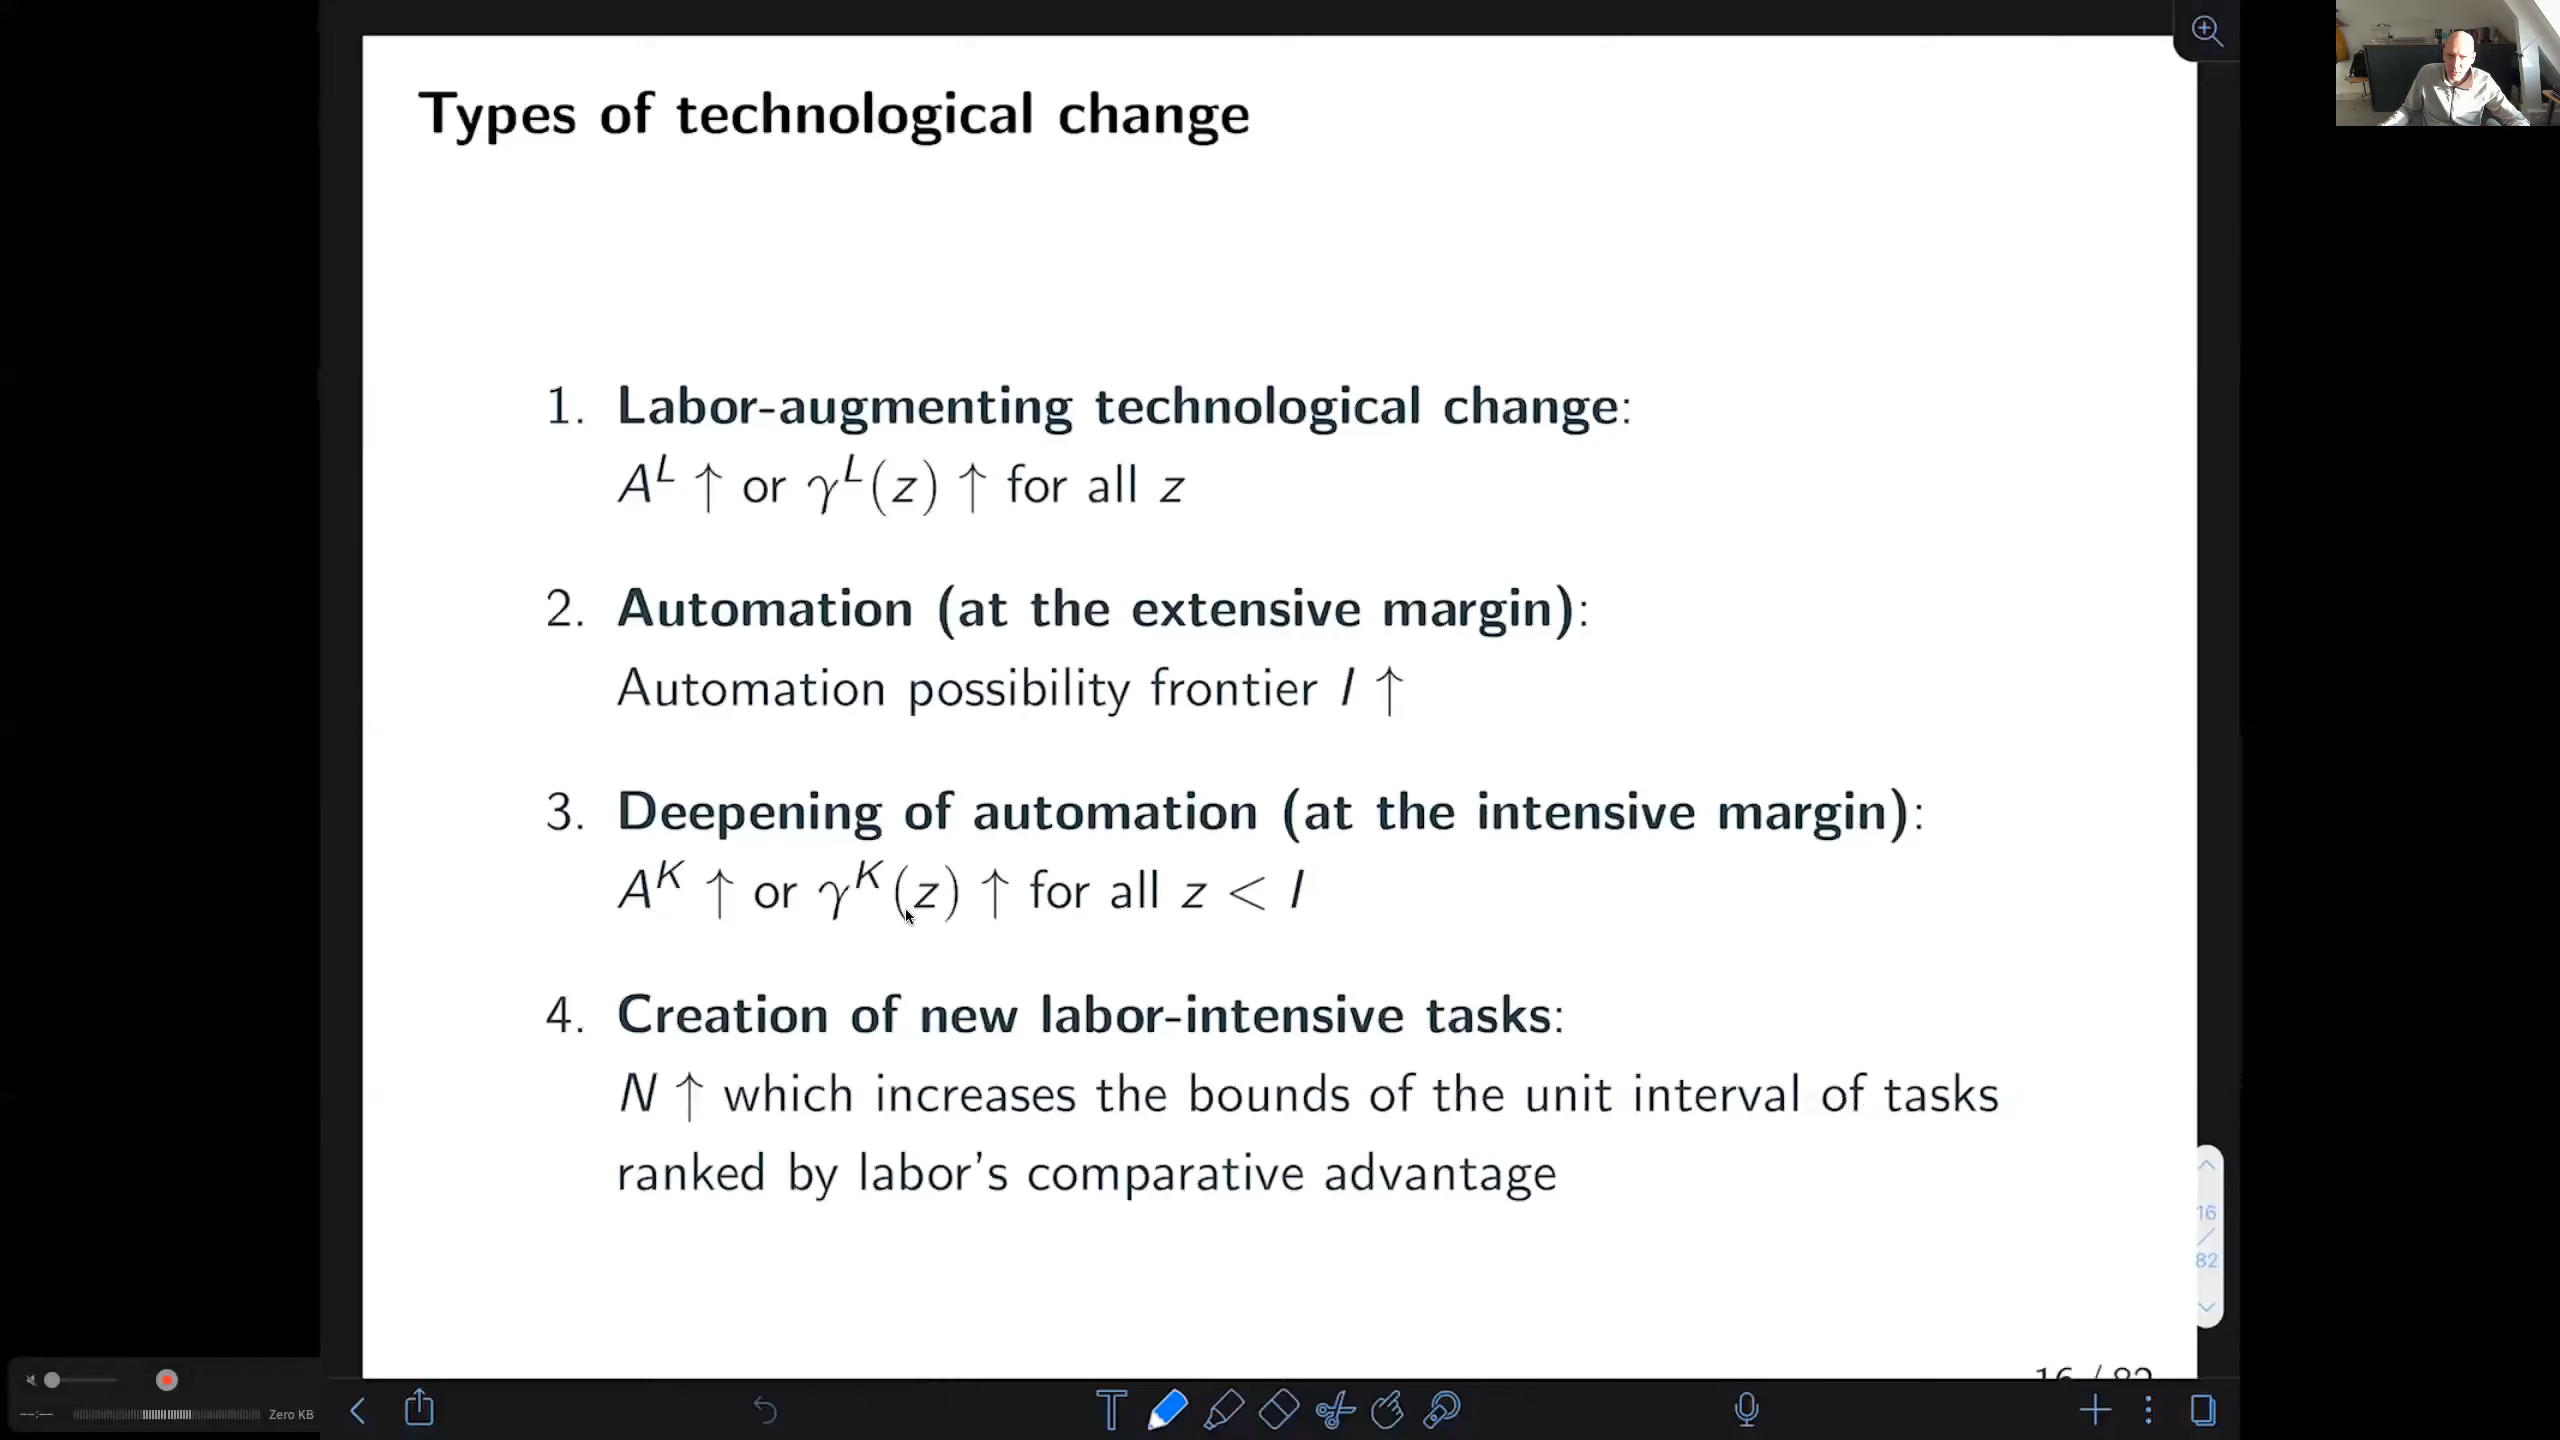 Types of technological change
1. Labor-augmenting technological change:
A^L ↑ or γ^L(z) ↑ for all z
2. Automation (at the extensive margin):
Automation possibility frontier I ↑
3. Deepening of automation (at the intensive margin):
A^K ↑ or γ^K(z) ↑ for all z < I
4. Creation of new labor-intensive tasks:
N ↑ which increases the bounds of the unit interval of tasks
ranked by labor's comparative advantage
16
/
82
16 / 82
--:--
Zero KB
T